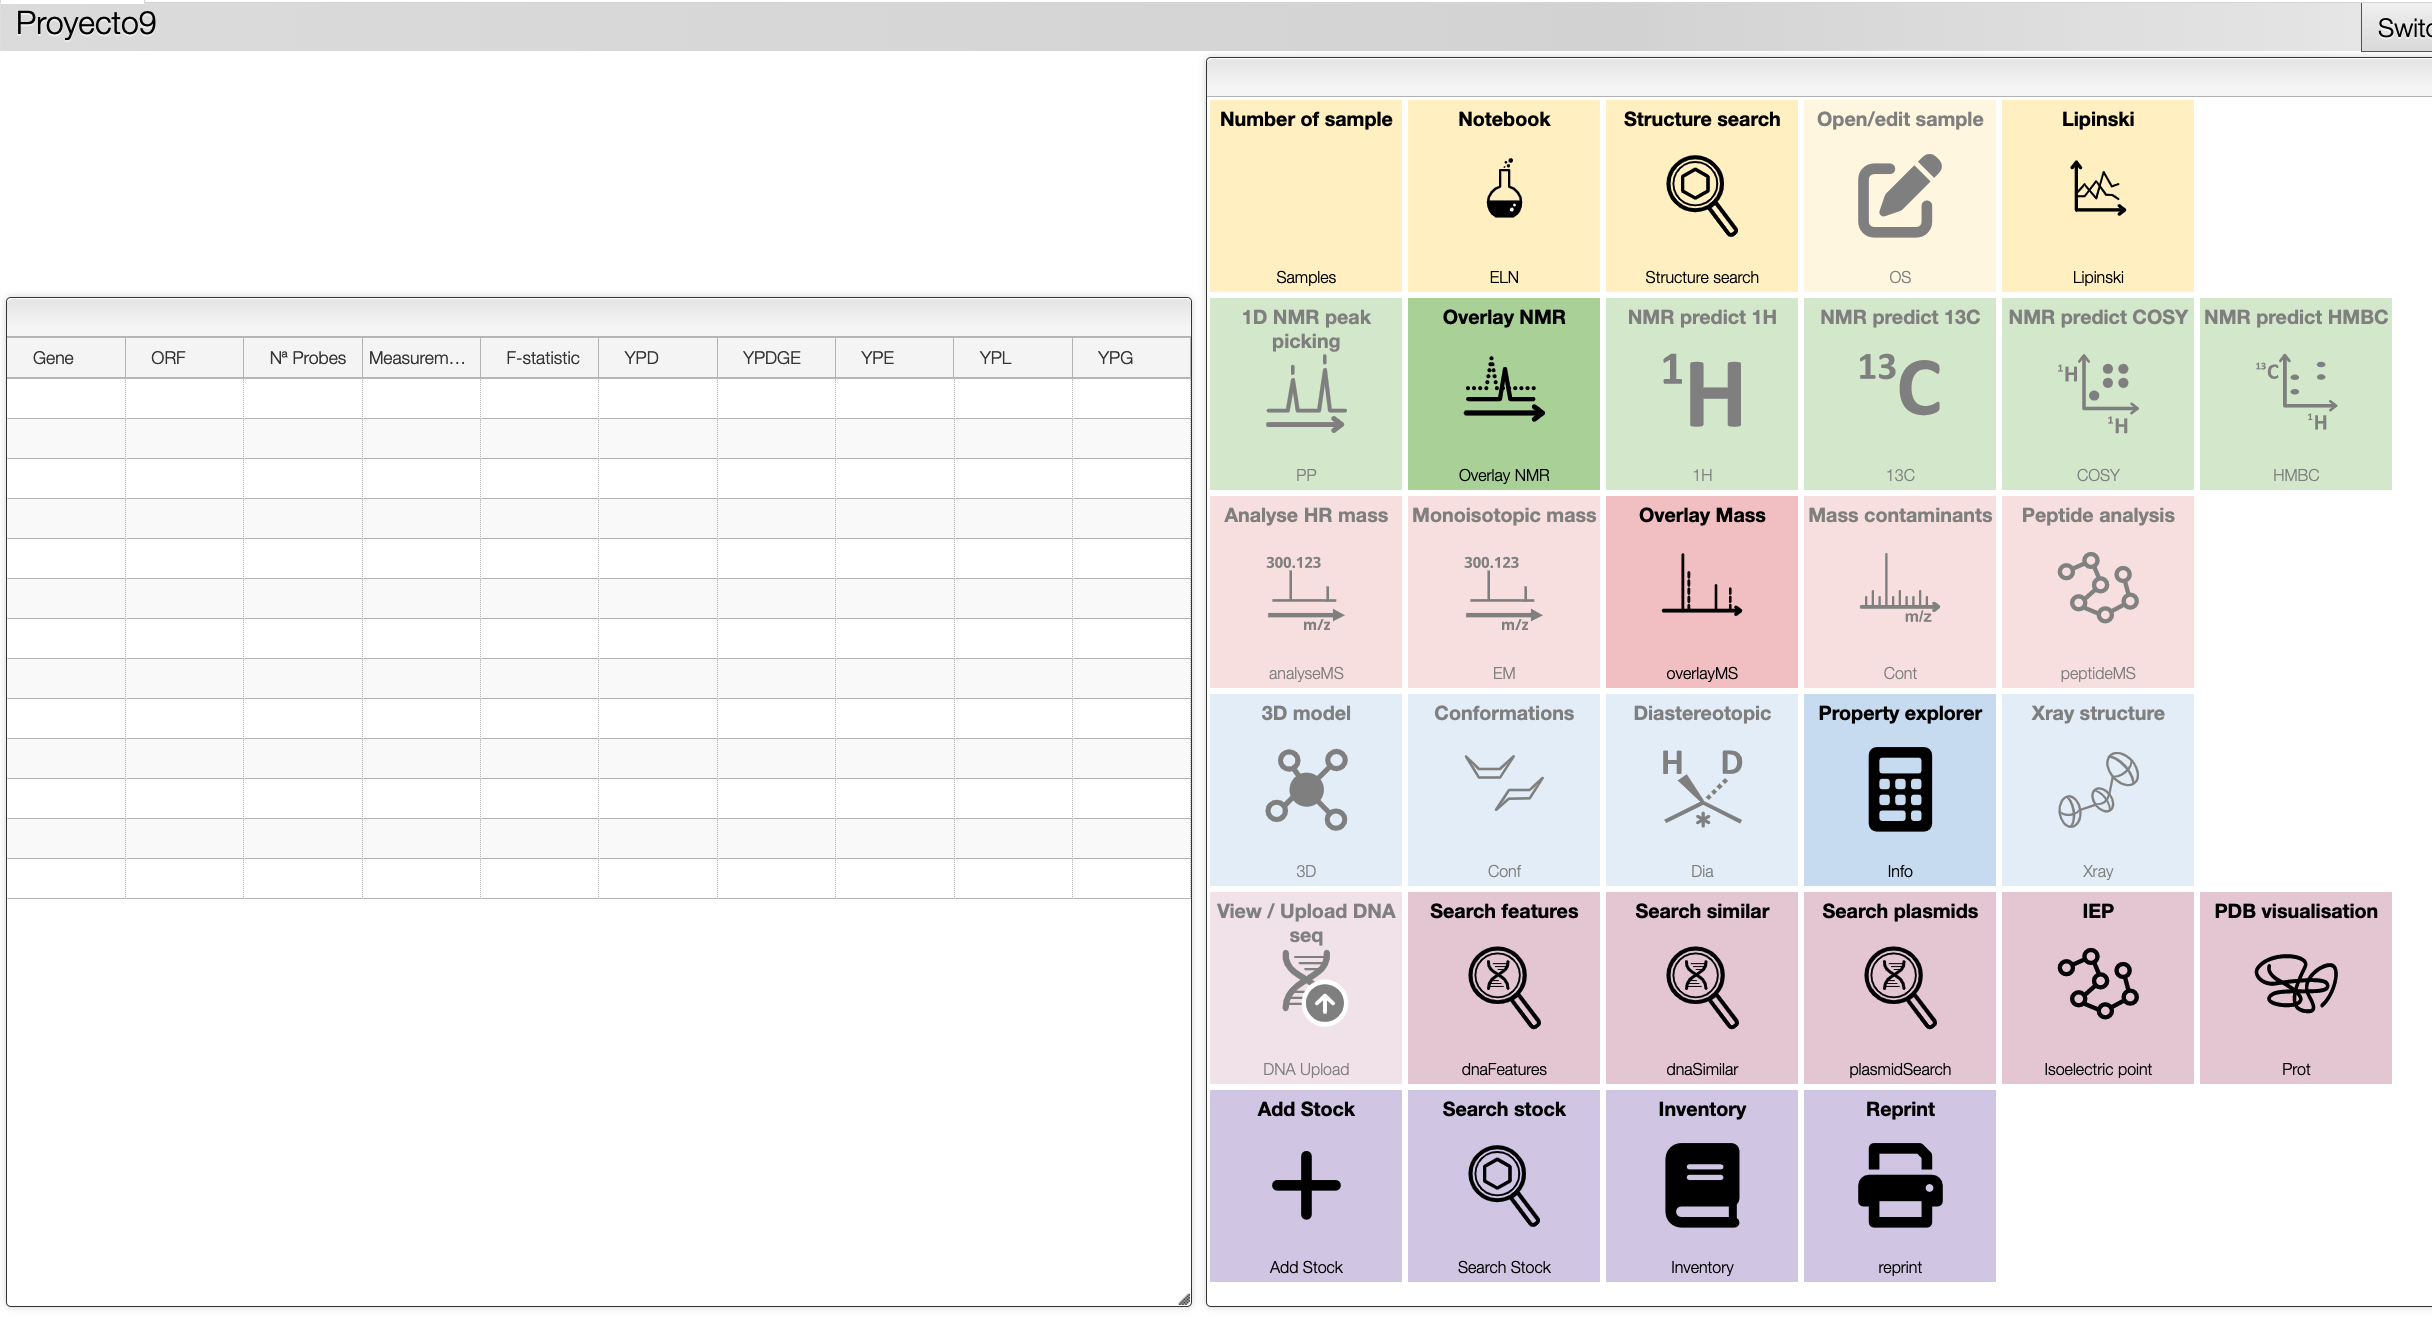 Proyecto9
Switc
Gene ORF Nª Probes Measurem… F-statistic YPD YPDGE YPE YPL YPG
Number of sample
Samples
Notebook
ELN
Structure search
Structure search
Open/edit sample
OS
Lipinski
Lipinski
1D NMR peak
picking
PP
Overlay NMR
Overlay NMR
NMR predict 1H
1H
1H
NMR predict 13C
13C
13C
NMR predict COSY
1H
1H
COSY
NMR predict HMBC
13C
1H
HMBC
Analyse HR mass
300.123
m/z
analyseMS
Monoisotopic mass
300.123
m/z
EM
Overlay Mass
overlayMS
Mass contaminants
m/z
Cont
Peptide analysis
peptideMS
3D model
3D
Conformations
Conf
Diastereotopic
H D
*
Dia
Property explorer
Info
Xray structure
Xray
View / Upload DNA
seq
DNA Upload
Search features
dnaFeatures
Search similar
dnaSimilar
Search plasmids
plasmidSearch
IEP
Isoelectric point
PDB visualisation
Prot
Add Stock
Add Stock
Search stock
Search Stock
Inventory
Inventory
Reprint
reprint